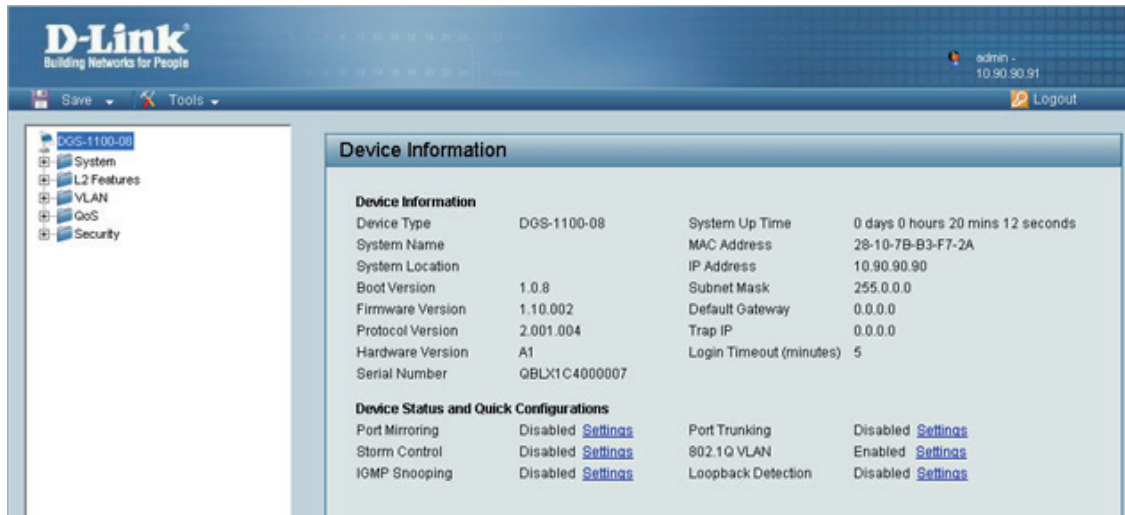 D-Link
Building Networks for People
admin -
10.90.90.91
Save Tools Logout
DGS-1100-08
System
L2 Features
VLAN
QoS
Security
Device Information
Device Information
Device Type DGS-1100-08 System Up Time 0 days 0 hours 20 mins 12 seconds
System Name MAC Address 28-10-7B-B3-F7-2A
System Location IP Address 10.90.90.90
Boot Version 1.0.8 Subnet Mask 255.0.0.0
Firmware Version 1.10.002 Default Gateway 0.0.0.0
Protocol Version 2.001.004 Trap IP 0.0.0.0
Hardware Version A1 Login Timeout (minutes) 5
Serial Number QBLX1C4000007
Device Status and Quick Configurations
Port Mirroring Disabled Settings Port Trunking Disabled Settings
Storm Control Disabled Settings 802.1Q VLAN Enabled Settings
IGMP Snooping Disabled Settings Loopback Detection Disabled Settings